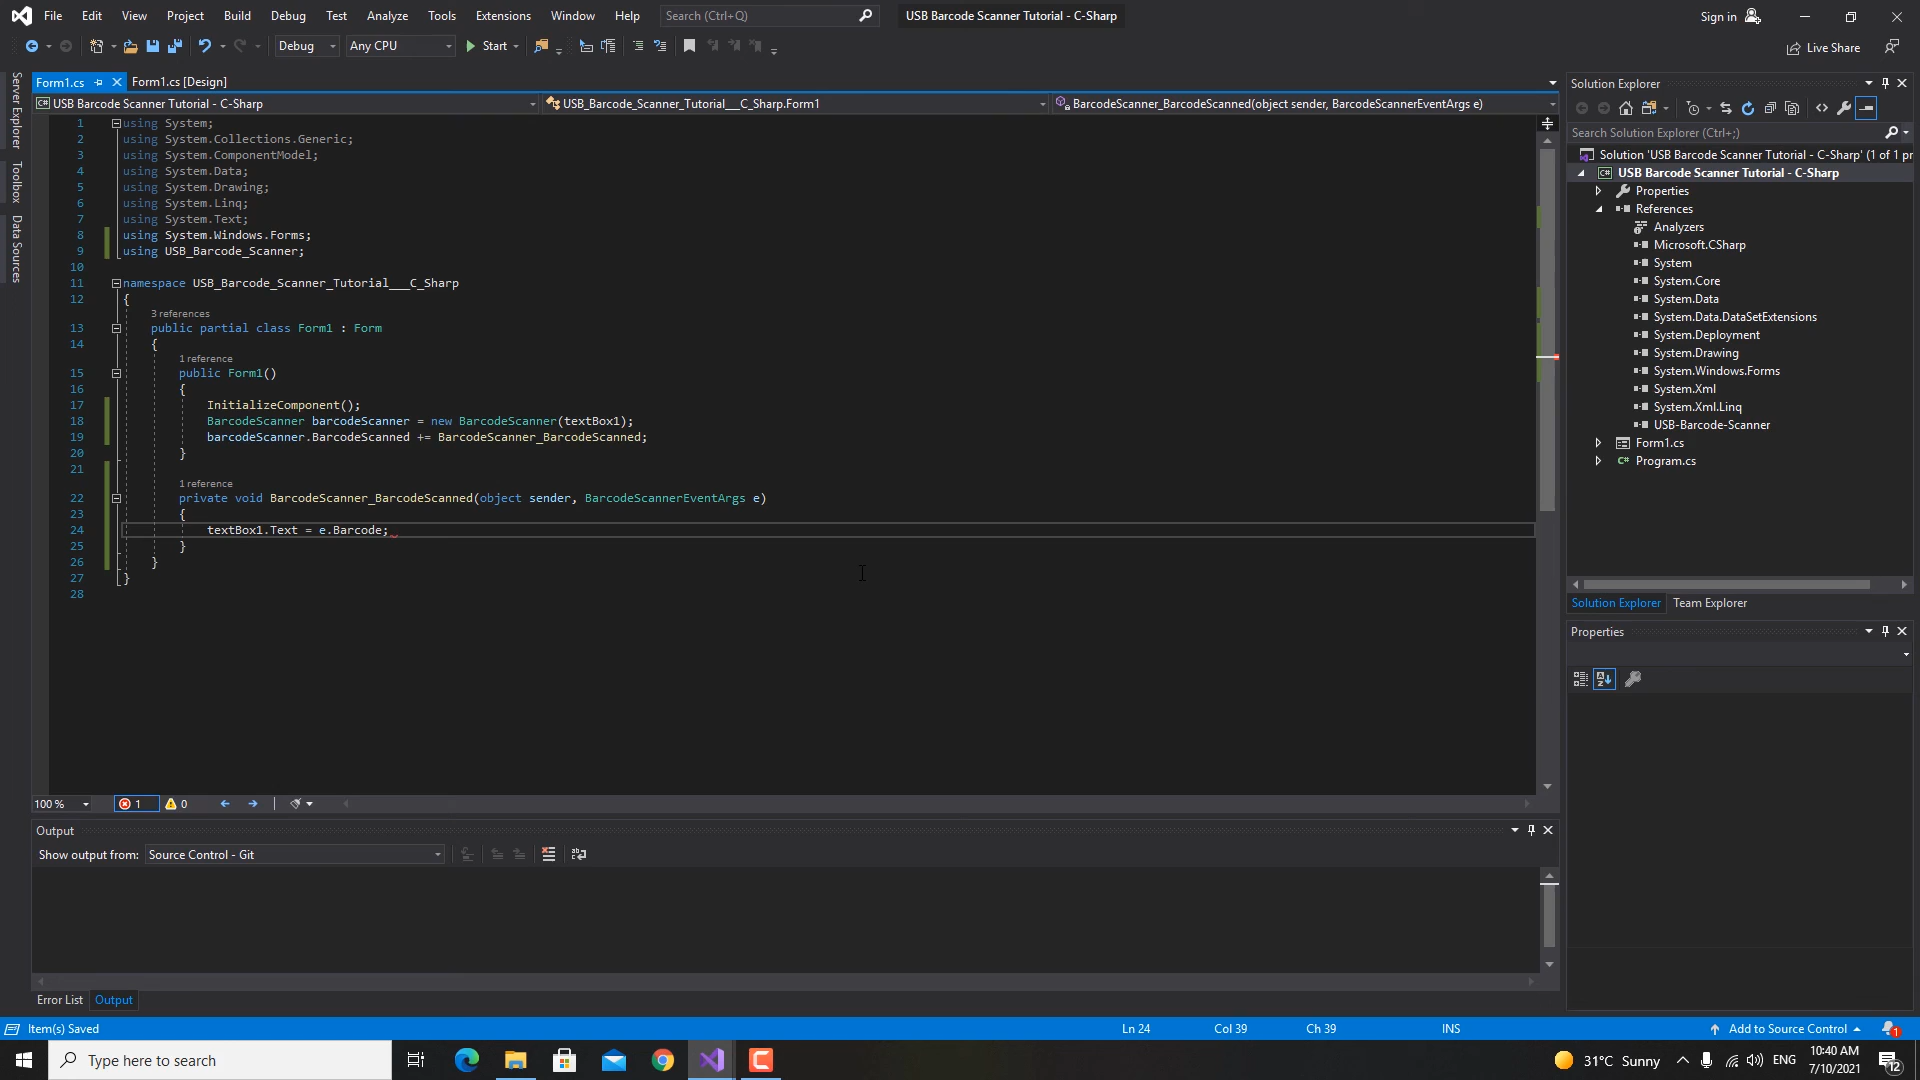 File Edit View Project Build Debug Test Analyze Tools Extensions Window Help Search (Ctrl+Q) USB Barcode Scanner Tutorial - C-Sharp Sign in
Debug Any CPU Start Live Share
Server Explorer
Toolbox
Data Sources
Form1.cs Form1.cs [Design]
C# USB Barcode Scanner Tutorial - C-Sharp USB_Barcode_Scanner_Tutorial___C_Sharp.Form1 BarcodeScanner_BarcodeScanned(object sender, BarcodeScannerEventArgs e)
1 using System;
2 using System.Collections.Generic;
3 using System.ComponentModel;
4 using System.Data;
5 using System.Drawing;
6 using System.Linq;
7 using System.Text;
8 using System.Windows.Forms;
9 using USB_Barcode_Scanner;
10
11 namespace USB_Barcode_Scanner_Tutorial___C_Sharp
12 {
3 references
13 public partial class Form1 : Form
14 {
1 reference
15 public Form1()
16 {
17 InitializeComponent();
18 BarcodeScanner barcodeScanner = new BarcodeScanner(textBox1);
19 barcodeScanner.BarcodeScanned += BarcodeScanner_BarcodeScanned;
20 }
21
1 reference
22 private void BarcodeScanner_BarcodeScanned(object sender, BarcodeScannerEventArgs e)
23 {
24 textBox1.Text = e.Barcode;
25 }
26 }
27 }
28
100 % 1 0
Output
Show output from: Source Control - Git
Error List Output
Solution Explorer
Search Solution Explorer (Ctrl+;)
Solution 'USB Barcode Scanner Tutorial - C-Sharp' (1 of 1 pr
C# USB Barcode Scanner Tutorial - C-Sharp
Properties
References
Analyzers
Microsoft.CSharp
System
System.Core
System.Data
System.Data.DataSetExtensions
System.Deployment
System.Drawing
System.Windows.Forms
System.Xml
System.Xml.Linq
USB-Barcode-Scanner
Form1.cs
C# Program.cs
Solution Explorer Team Explorer
Properties
Item(s) Saved Ln 24 Col 39 Ch 39 INS Add to Source Control 1
Type here to search 31°C Sunny ENG 10:40 AM
7/10/2021 12